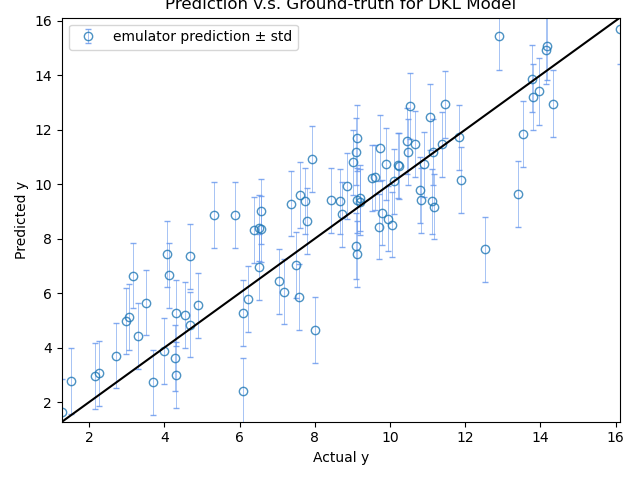 Prediction v.s. Ground-truth for DKL Model
emulator prediction ± std
16
14
12
10
8
6
4
2
Predicted y
2 4 6 8 10 12 14 16
Actual y